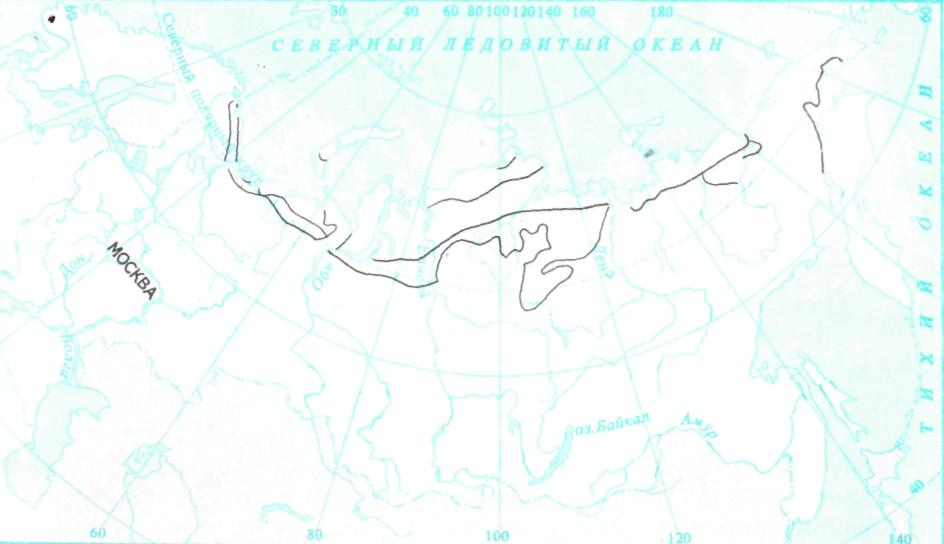 60
30 40 60 80 100 120 140 160 180
60
СЕВЕРНЫЙ ЛЕДОВИТЫЙ ОКЕАН
Северный полярный
МОСКВА
Дон
Волга
Обь
Лена
оз. Байкал
Амур
ТИХИЙ ОКЕАН
40
60 80 100 120 140